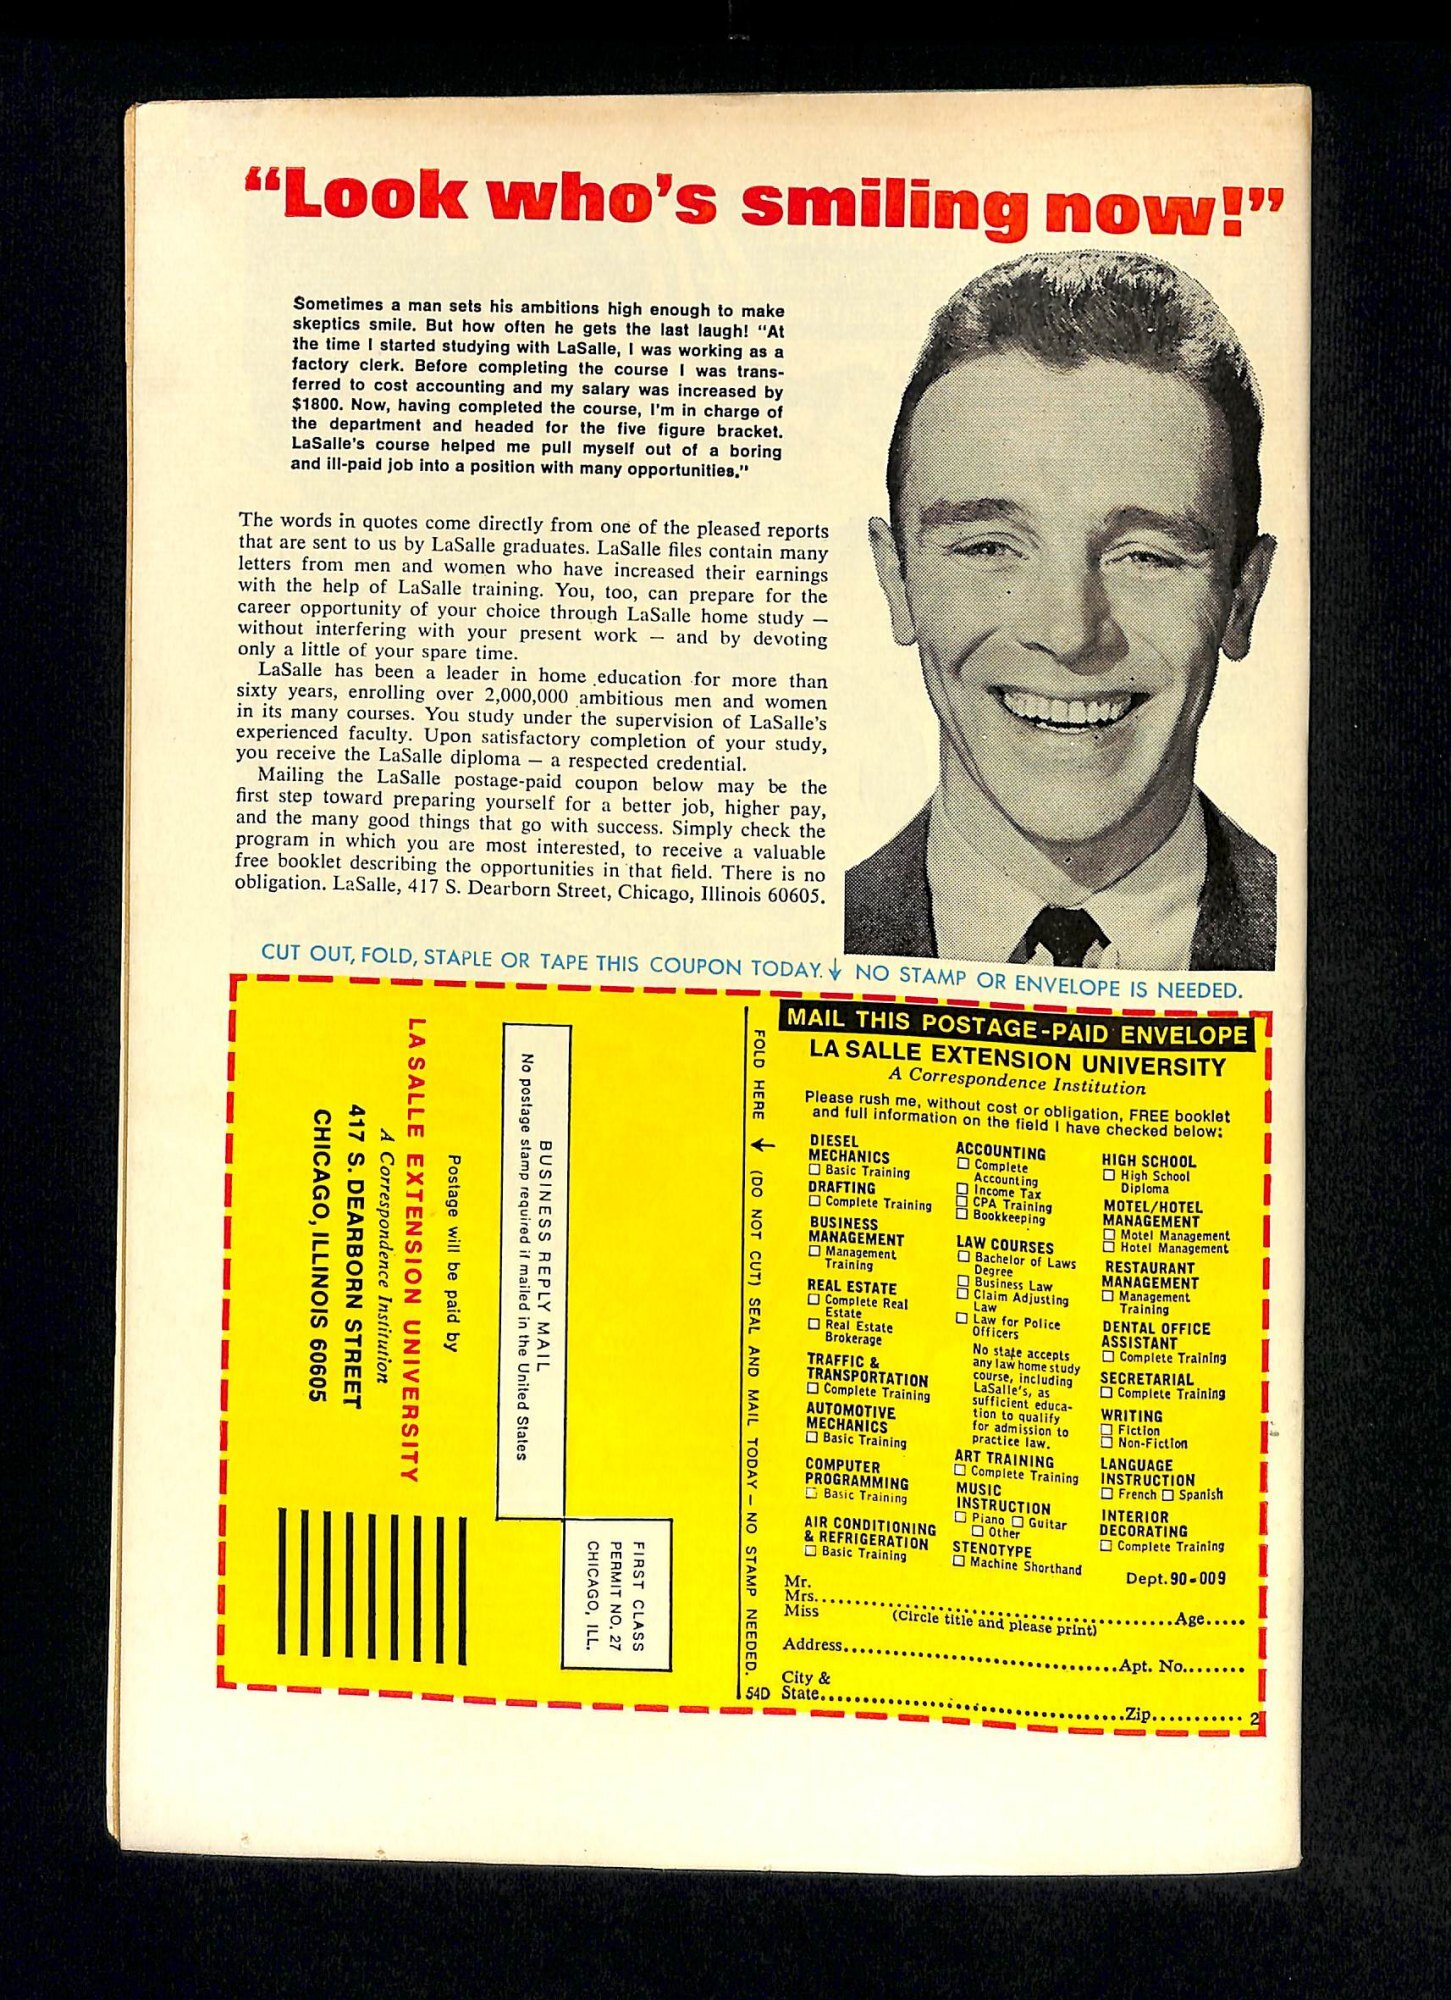 “Look who's smiling now!”
Sometimes a man sets his ambitions high enough to make
skeptics smile. But how often he gets the last laugh! “At
the time I started studying with LaSalle, I was working as a
factory clerk. Before completing the course I was trans-
ferred to cost accounting and my salary was increased by
$1800. Now, having completed the course, I'm in charge of
the department and headed for the five figure bracket.
LaSalle's course helped me pull myself out of a boring
and ill-paid job into a position with many opportunities.”
The words in quotes come directly from one of the pleased reports
that are sent to us by LaSalle graduates. LaSalle files contain many
letters from men and women who have increased their earnings
with the help of LaSalle training. You, too, can prepare for the
career opportunity of your choice through LaSalle home study —
without interfering with your present work — and by devoting
only a little of your spare time.
LaSalle has been a leader in home education for more than
sixty years, enrolling over 2,000,000 ambitious men and women
in its many courses. You study under the supervision of LaSalle's
experienced faculty. Upon satisfactory completion of your study,
you receive the LaSalle diploma — a respected credential.
Mailing the LaSalle postage-paid coupon below may be the
first step toward preparing yourself for a better job, higher pay,
and the many good things that go with success. Simply check the
program in which you are most interested, to receive a valuable
free booklet describing the opportunities in that field. There is no
obligation. LaSalle, 417 S. Dearborn Street, Chicago, Illinois 60605.
CUT OUT, FOLD, STAPLE OR TAPE THIS COUPON TODAY.↓ NO STAMP OR ENVELOPE IS NEEDED.
FIRST CLASS
PERMIT NO. 27
CHICAGO, ILL.
BUSINESS REPLY MAIL
No postage stamp required if mailed in the United States
Postage will be paid by
LA SALLE EXTENSION UNIVERSITY
A Correspondence Institution
417 S. DEARBORN STREET
CHICAGO, ILLINOIS 60605
FOLD HERE → (DO NOT CUT) SEAL AND MAIL TODAY — NO STAMP NEEDED.
54D
MAIL THIS POSTAGE-PAID ENVELOPE
LA SALLE EXTENSION UNIVERSITY
A Correspondence Institution
Please rush me, without cost or obligation, FREE booklet
and full information on the field I have checked below:
DIESEL
MECHANICS
☐ Basic Training
DRAFTING
☐ Complete Training
BUSINESS
MANAGEMENT
☐ Management
Training
REAL ESTATE
☐ Complete Real
Estate
☐ Real Estate
Brokerage
TRAFFIC &
TRANSPORTATION
☐ Complete Training
AUTOMOTIVE
MECHANICS
☐ Basic Training
COMPUTER
PROGRAMMING
☐ Basic Training
AIR CONDITIONING
& REFRIGERATION
☐ Basic Training
ACCOUNTING
☐ Complete
Accounting
☐ Income Tax
☐ CPA Training
☐ Bookkeeping
LAW COURSES
☐ Bachelor of Laws
Degree
☐ Business Law
☐ Claim Adjusting
Law
☐ Law for Police
Officers
No state accepts
any law home study
course, including
LaSalle's, as
sufficient educa-
tion to qualify
for admission to
practice law.
ART TRAINING
☐ Complete Training
MUSIC
INSTRUCTION
☐ Piano ☐ Guitar
☐ Other
STENOTYPE
☐ Machine Shorthand
HIGH SCHOOL
☐ High School
Diploma
MOTEL/HOTEL
MANAGEMENT
☐ Motel Management
☐ Hotel Management
RESTAURANT
MANAGEMENT
☐ Management
Training
DENTAL OFFICE
ASSISTANT
☐ Complete Training
SECRETARIAL
☐ Complete Training
WRITING
☐ Fiction
☐ Non-Fiction
LANGUAGE
INSTRUCTION
☐ French ☐ Spanish
INTERIOR
DECORATING
☐ Complete Training
Dept. 90-009
Mr.
Mrs.....................................Age.....
Miss (Circle title and please print)
Address.....................................Apt. No........
City &
State.....................................Zip........... 2